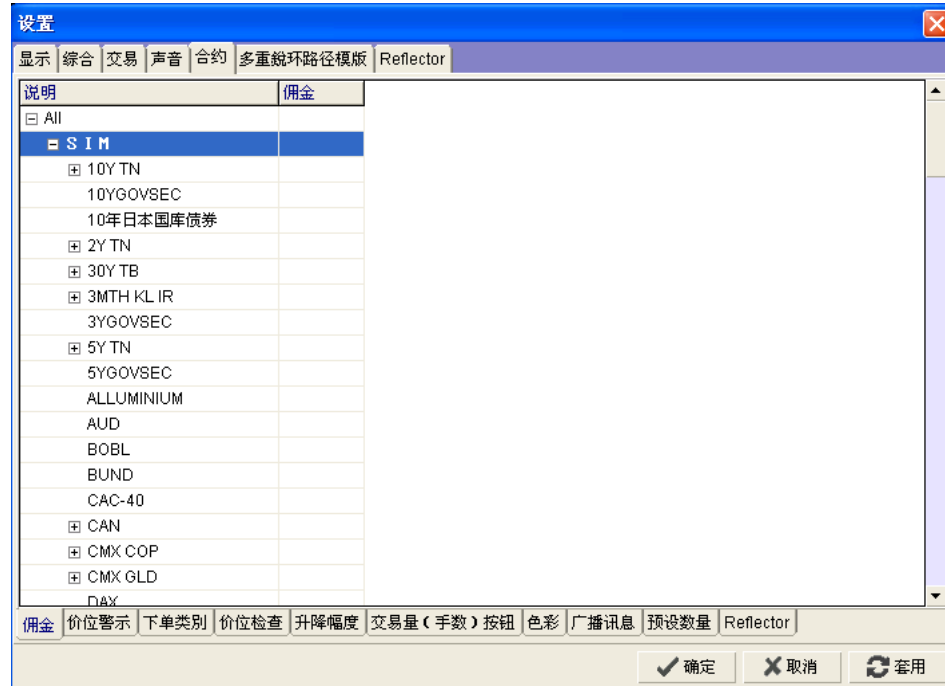 设置
显示 综合 交易 声音 合约 多重銳环路径模版 Reflector
说明 佣金
All
S I M
10Y TN
10YGOVSEC
10年日本国库债券
2Y TN
30Y TB
3MTH KL IR
3YGOVSEC
5Y TN
5YGOVSEC
ALLUMINIUM
AUD
BOBL
BUND
CAC-40
CAN
CMX COP
CMX GLD
DAX
佣金 价位警示 下单类别 价位检查 升降幅度 交易量(手数)按钮 色彩 广播讯息 预设数量 Reflector
确定 取消 套用